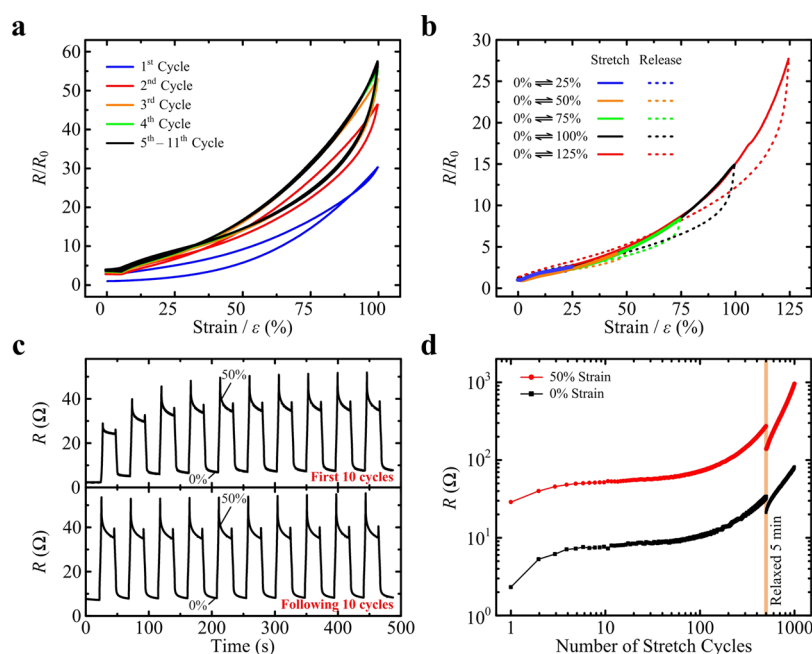 a
60
50
40
30
20
10
0
R/R0
1st Cycle
2nd Cycle
3rd Cycle
4th Cycle
5th – 11th Cycle
0 25 50 75 100
Strain / ε (%)
b
30
25
20
15
10
5
0
R/R0
Stretch Release
0%⇌25%
0%⇌50%
0%⇌75%
0%⇌100%
0%⇌125%
0 25 50 75 100 125
Strain / ε (%)
c
R (Ω)
40
20
0
50%
0%
First 10 cycles
R (Ω)
40
20
0
50%
0%
Following 10 cycles
0 100 200 300 400 500
Time (s)
d
R (Ω)
10³
10²
10¹
10⁰
50% Strain
0% Strain
Relaxed 5 min
1 10 100 1000
Number of Stretch Cycles